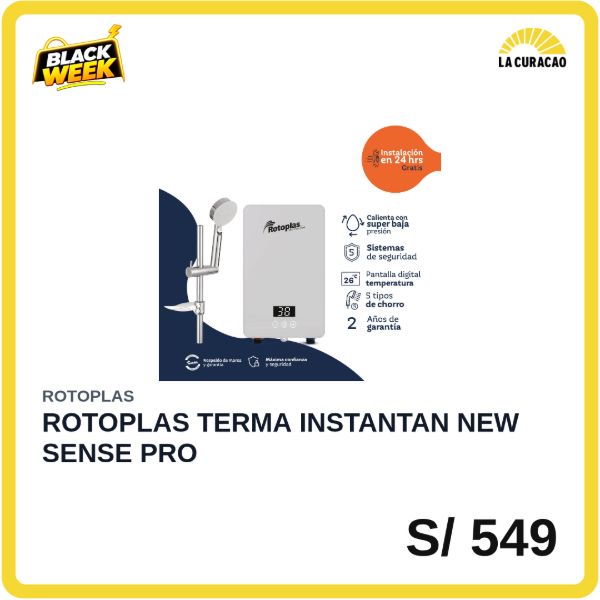 BLACK
WEEK
LA CURACAO
Instalación
en 24 hrs
Gratis
Rotoplas
38
Calienta con
super baja
presión
5
Sistemas
de seguridad
26°C
Pantalla digital
temperatura
5 tipos
de chorro
2
Años de
garantía
Respaldo de marca
y garantía
Máxima confianza
y seguridad
ROTOPLAS
ROTOPLAS TERMA INSTANTAN NEW
SENSE PRO
S/ 549